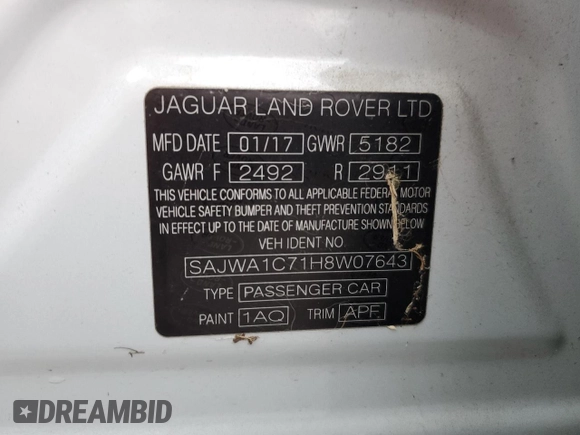 JAGUAR LAND ROVER LTD
MFD DATE 01/17 GVWR 5182
GAWR F 2492 R 2911
THIS VEHICLE CONFORMS TO ALL APPLICABLE FEDERAL MOTOR
VEHICLE SAFETY BUMPER AND THEFT PREVENTION STANDARDS
IN EFFECT UPON THE DATE OF MANUFACTURE SHOWN BELOW
VEH IDENT NO
SAJWA1C71H8W07643
TYPE PASSENGER CAR
PAINT 1AQ TRIM APF
DREAMBID